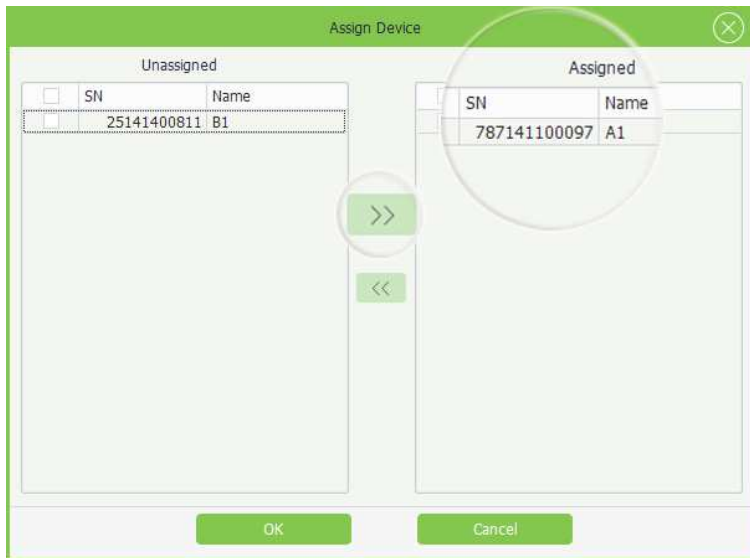 Assign Device
Unassigned
SN Name
25141400811 B1
>>
<<
Assigned
SN Name
787141100097 A1
OK Cancel